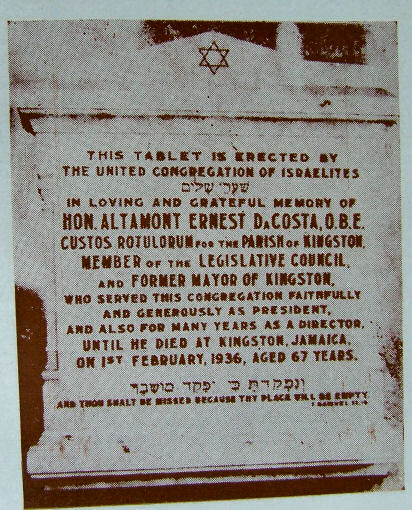 THIS TABLET IS ERECTED BY
THE UNITED CONGREGATION OF ISRAELITES
שערי שלום
IN LOVING AND GRATEFUL MEMORY OF
HON. ALTAMONT ERNEST DACOSTA, O.B.E.
CUSTOS ROTULORUM FOR THE PARISH OF KINGSTON,
MEMBER OF THE LEGISLATIVE COUNCIL,
AND FORMER MAYOR OF KINGSTON,
WHO SERVED THIS CONGREGATION FAITHFULLY
AND GENEROUSLY AS PRESIDENT,
AND ALSO FOR MANY YEARS AS A DIRECTOR,
UNTIL HE DIED AT KINGSTON, JAMAICA,
ON 1ST FEBRUARY, 1936, AGED 67 YEARS.
ונפקדת כי יפקד מושבך
AND THOU SHALT BE MISSED BECAUSE THY PLACE WILL BE EMPTY.
1 SAMUEL